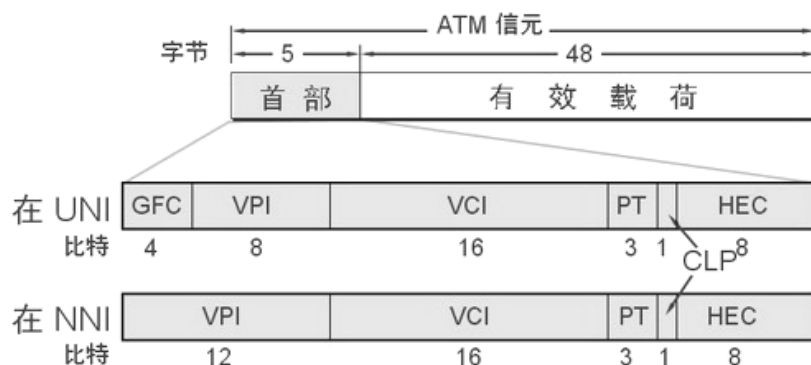 ATM 信元
字节 5 48
首部 有效载荷
在 UNI GFC VPI VCI PT HEC
比特 4 8 16 3 1 8
CLP
在 NNI VPI VCI PT HEC
比特 12 16 3 1 8